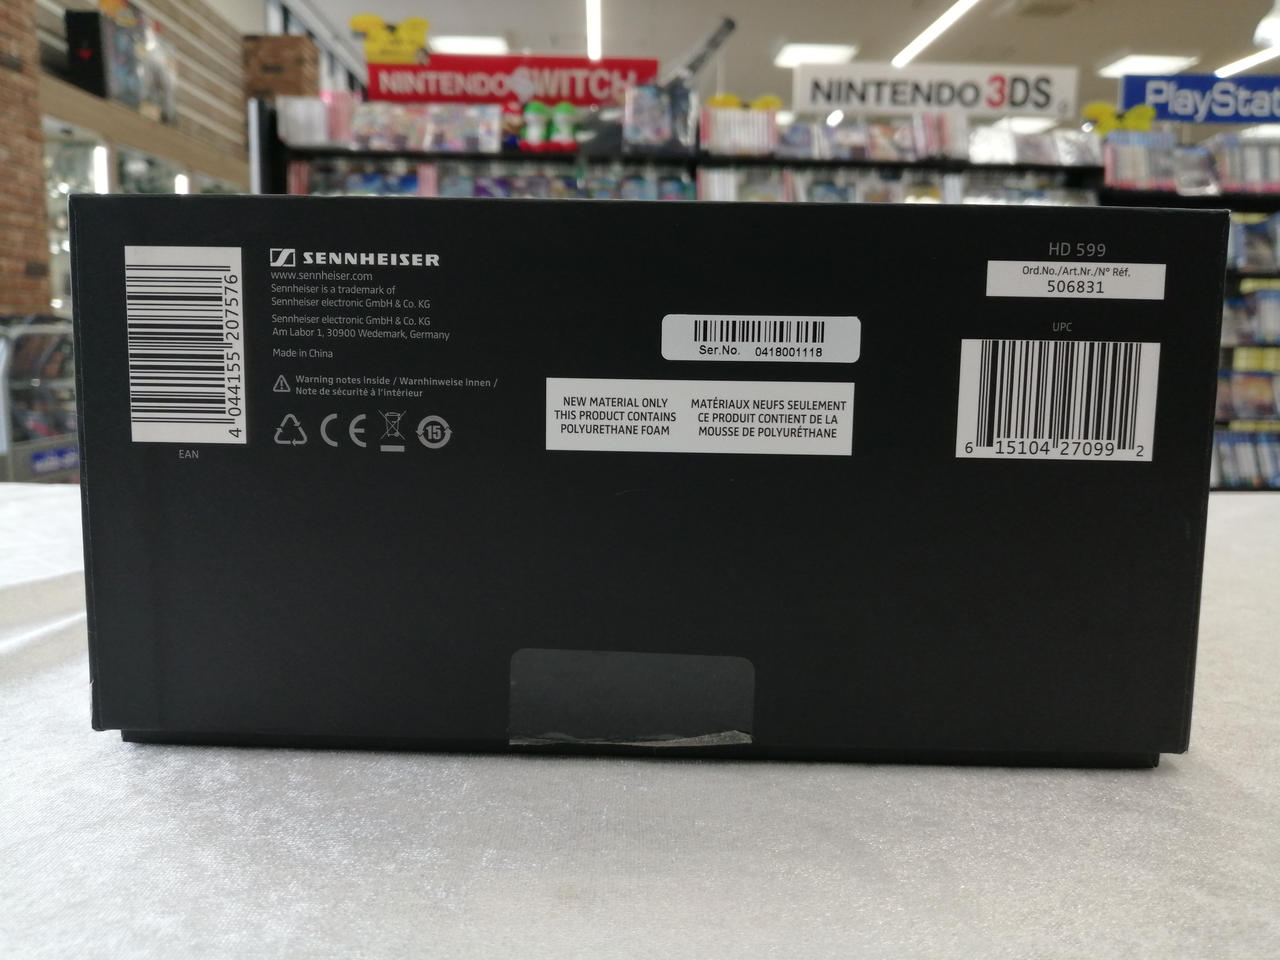 NINTENDO SWITCH
NINTENDO 3DS
PlayStat
4 044155 207576
EAN
SENNHEISER
www.sennheiser.com
Sennheiser is a trademark of
Sennheiser electronic GmbH & Co. KG
Sennheiser electronic GmbH & Co. KG
Am Labor 1, 30900 Wedemark, Germany
Made in China
Warning notes inside / Warnhinweise innen /
Note de sécurité à l'intérieur
CE
15
Ser.No. 0418001118
NEW MATERIAL ONLY
THIS PRODUCT CONTAINS
POLYURETHANE FOAM
MATÉRIAUX NEUFS SEULEMENT
CE PRODUIT CONTIENT DE LA
MOUSSE DE POLYURÉTHANE
HD 599
Ord.No./Art.Nr./N° Réf.
506831
UPC
6 15104 27099 2